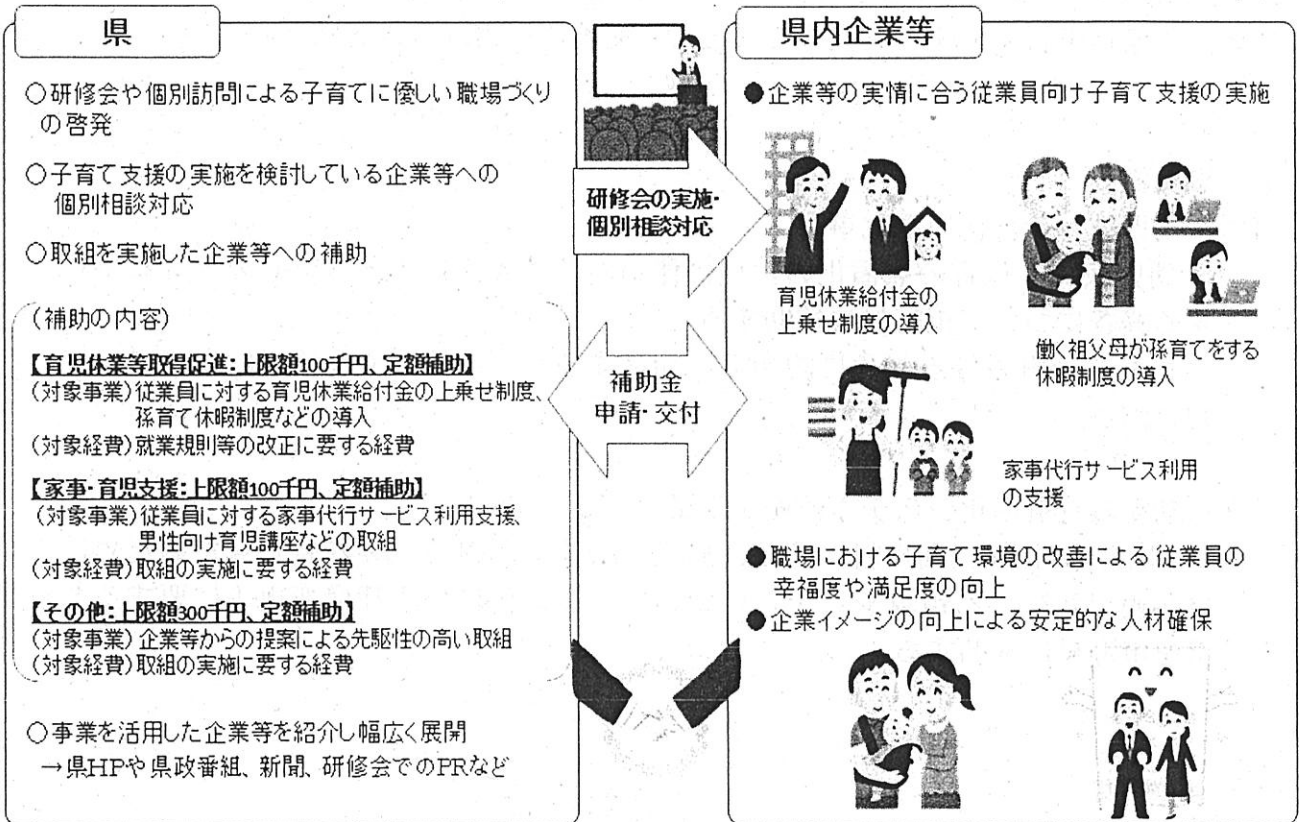 県
○研修会や個別訪問による子育てに優しい職場づくり
の啓発
○子育て支援の実施を検討している企業等への
個別相談対応
○取組を実施した企業等への補助
(補助の内容)
【育児休業等取得促進:上限額100千円、定額補助】
(対象事業)従業員に対する育児休業給付金の上乗せ制度、
孫育て休暇制度などの導入
(対象経費)就業規則等の改正に要する経費
【家事・育児支援:上限額100千円、定額補助】
(対象事業)従業員に対する家事代行サービス利用支援、
男性向け育児講座などの取組
(対象経費)取組の実施に要する経費
【その他:上限額300千円、定額補助】
(対象事業)企業等からの提案による先駆性の高い取組
(対象経費)取組の実施に要する経費
○事業を活用した企業等を紹介し幅広く展開
→県HPや県政番組、新聞、研修会でのPRなど
研修会の実施・
個別相談対応
補助金
申請・交付
県内企業等
●企業等の実情に合う従業員向け子育て支援の実施
育児休業給付金の
上乗せ制度の導入
働く祖父母が孫育てをする
休暇制度の導入
家事代行サービス利用
の支援
●職場における子育て環境の改善による従業員の
幸福度や満足度の向上
●企業イメージの向上による安定的な人材確保